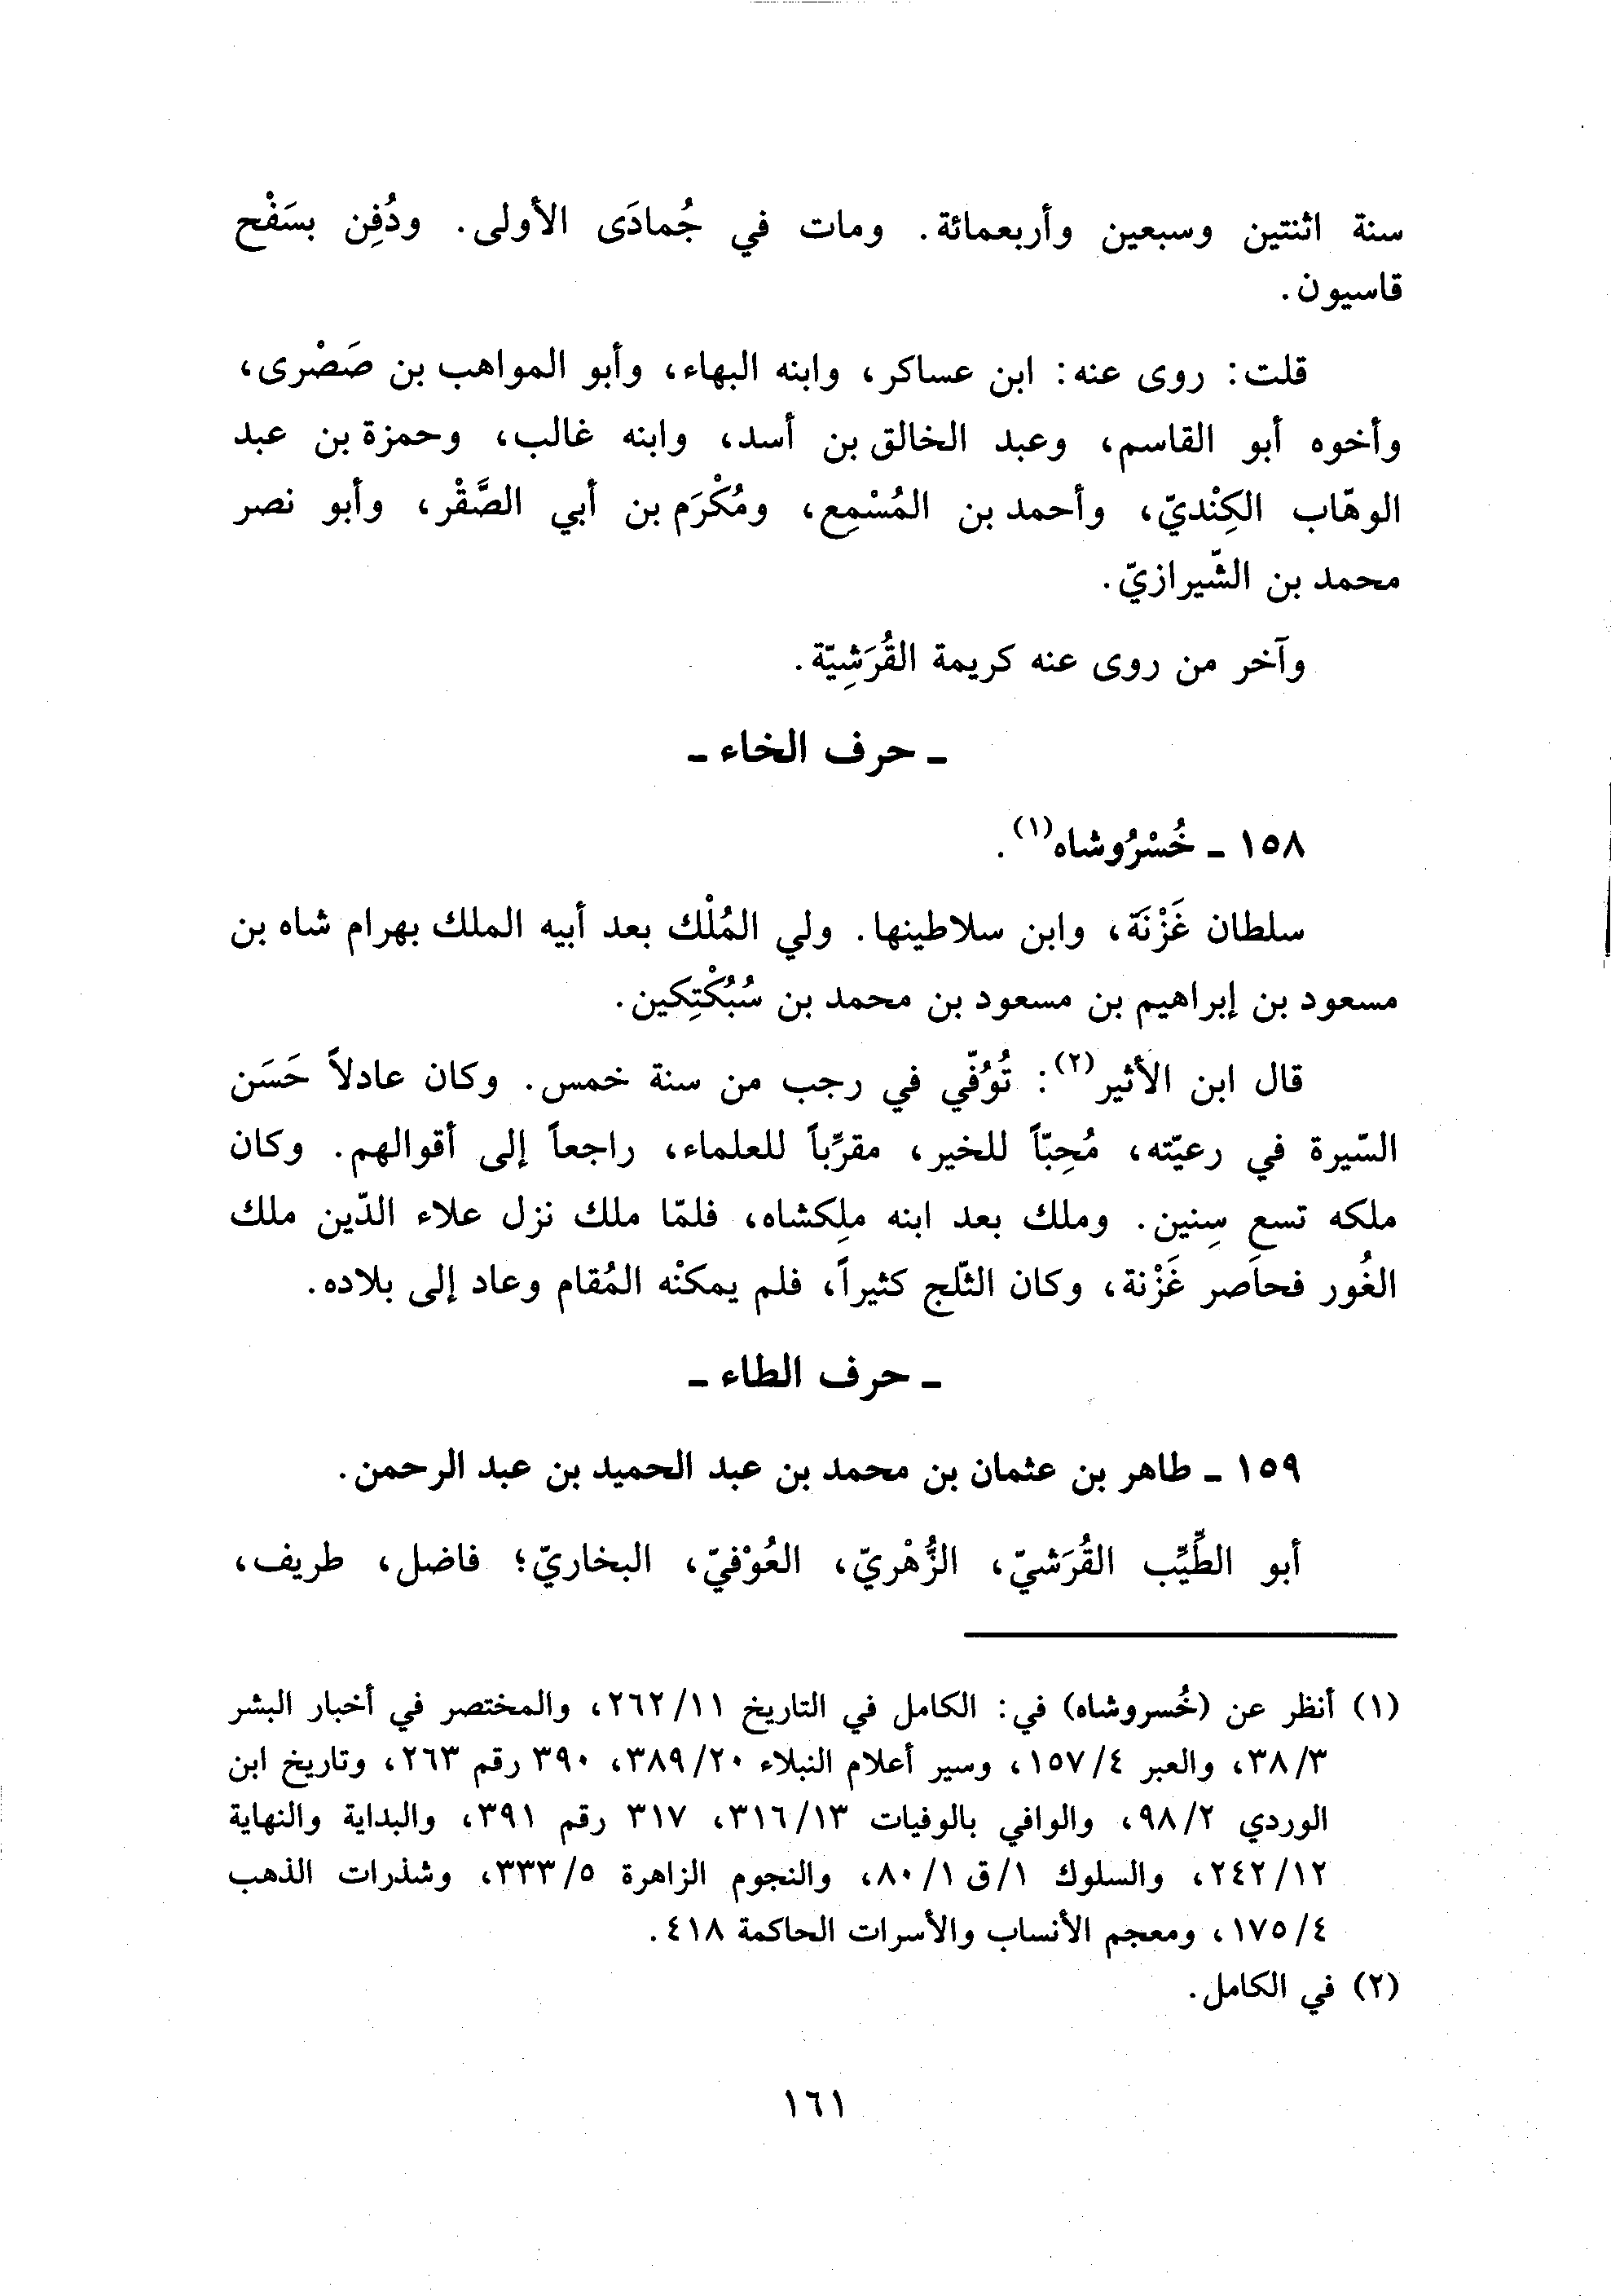 سنة اثنتين وسبعين وأربعمائة. ومات في جُمادَى الأولى. ودُفِن بسَفْح
قاسيون.
قلت: روى عنه: ابن عساكر، وابنه البهاء، وأبو المواهب بن صَصْرى،
وأخوه أبو القاسم، وعبد الخالق بن أسد، وابنه غالب، وحمزة بن عبد
الوهّاب الكِنْديّ، وأحمد بن المُسْمِع، ومُكْرَم بن أبي الصَّقْر، وأبو نصر
محمد بن الشّيرازيّ.
وآخر من روى عنه كريمة القُرَشِيّة.
ـ حرف الخاء ـ
١٥٨ ـ خُسْرُوشاه(١).
سلطان غَزْنَة، وابن سلاطينها. ولي المُلْك بعد أبيه الملك بهرام شاه بن
مسعود بن إبراهيم بن مسعود بن محمد بن سُبُكْتِكين.
قال ابن الأثير(٢): تُوُفّي في رجب من سنة خمس. وكان عادلاً حَسَن
السّيرة في رعيّته، مُحِبّاً للخير، مقرِّباً للعلماء، راجعاً إلى أقوالهم. وكان
ملكه تسع سِنين. وملك بعد ابنه ملِكشاه، فلمّا ملك نزل علاء الدّين ملك
الغُور فحاصر غَزْنة، وكان الثّلج كثيراً، فلم يمكنْه المُقام وعاد إلى بلاده.
ـ حرف الطاء ـ
١٥٩ ـ طاهر بن عثمان بن محمد بن عبد الحميد بن عبد الرحمن.
أبو الطَّيِّب القُرَشيّ، الزُّهْريّ، العُوْفيّ، البخاريّ؛ فاضل، طريف،
(١) أنظر عن (خُسروشاه) في: الكامل في التاريخ ٢٦٢/١١، والمختصر في أخبار البشر
٣٨/٣، والعبر ١٥٧/٤، وسير أعلام النبلاء ٣٨٩/٢٠، ٣٩٠ رقم ٢٦٣، وتاريخ ابن
الوردي ٩٨/٢، والوافي بالوفيات ٣١٦/١٣، ٣١٧ رقم ٣٩١، والبداية والنهاية
٢٤٢/١٢، والسلوك ١/ق ٨٠/١، والنجوم الزاهرة ٣٣٣/٥، وشذرات الذهب
١٧٥/٤، ومعجم الأنساب والأسرات الحاكمة ٤١٨.
(٢) في الكامل.
١٦١